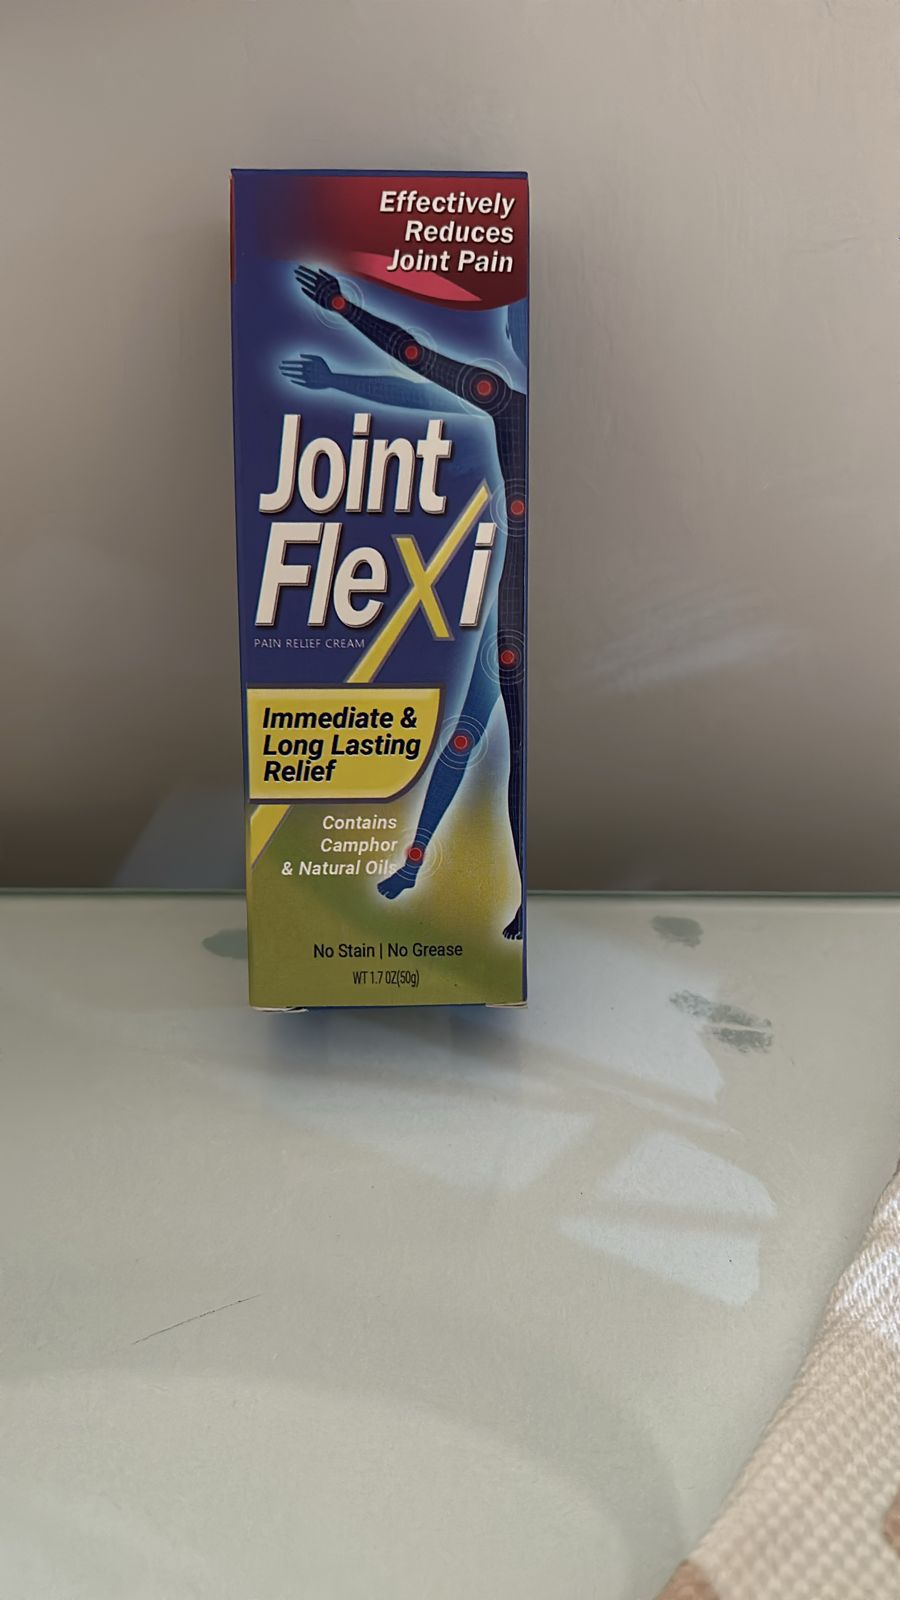 Effectively
Reduces
Joint Pain
Joint
Flexi
PAIN RELIEF CREAM
Immediate &
Long Lasting
Relief
Contains
Camphor
& Natural Oils
No Stain | No Grease
WT 1.7 OZ(50g)